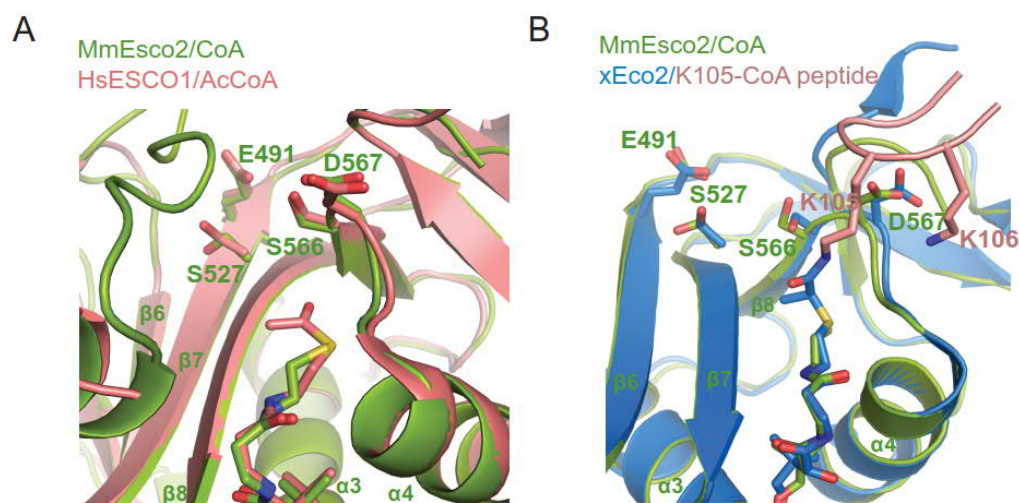 A
MmEsco2/CoA
HsESCO1/AcCoA
E491
D567
S527
S566
β6
β7
β8
α3
α4
B
MmEsco2/CoA
xEco2/K105-CoA peptide
E491
S527
K105
S566
D567
K106
β8
β6
β7
α4
α3